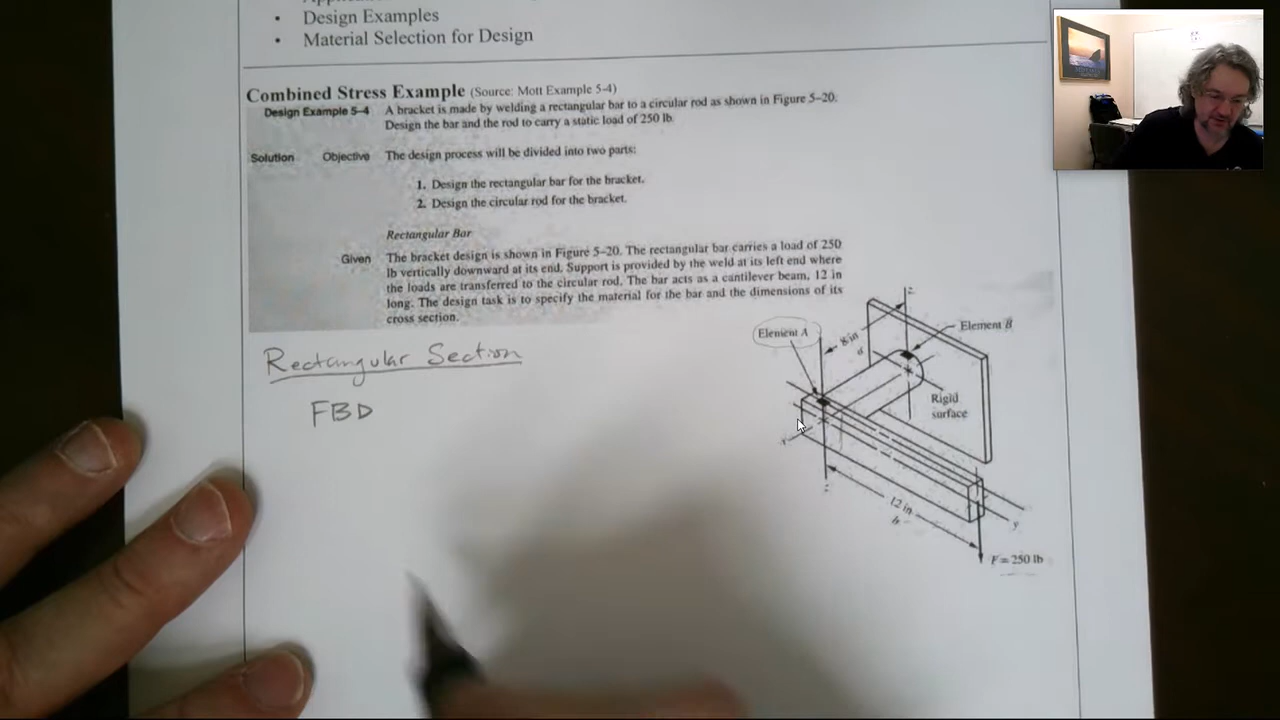 • Design Examples
• Material Selection for Design
Combined Stress Example (Source: Mott Example 5-4)
Design Example 5–4 A bracket is made by welding a rectangular bar to a circular rod as shown in Figure 5–20.
Design the bar and the rod to carry a static load of 250 lb.
Solution Objective The design process will be divided into two parts:
1. Design the rectangular bar for the bracket.
2. Design the circular rod for the bracket.
Rectangular Bar
Given The bracket design is shown in Figure 5–20. The rectangular bar carries a load of 250
lb vertically downward at its end. Support is provided by the weld at its left end where
the loads are transferred to the circular rod. The bar acts as a cantilever beam, 12 in
long. The design task is to specify the material for the bar and the dimensions of its
cross section.
Rectangular Section
FBD
z
Element A
8 in
a
Element B
Rigid
surface
x
z
12 in
b
y
F = 250 lb